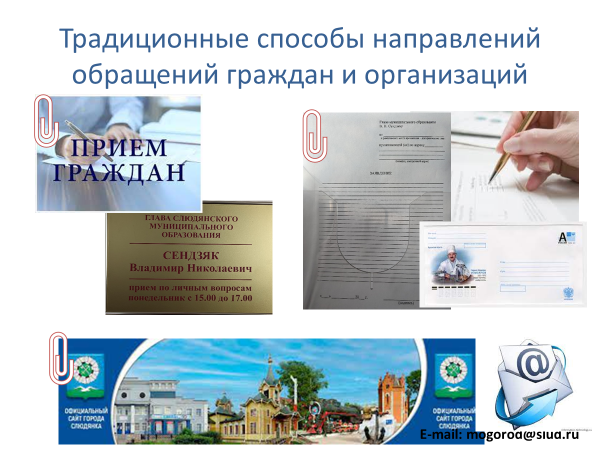 Традиционные способы направлений
обращений граждан и организаций
ПРИЕМ
ГРАЖДАН
ГЛАВА СЛЮДЯНСКОГО
МУНИЦИПАЛЬНОГО
ОБРАЗОВАНИЯ
СЕНДЗЯК
Владимир Николаевич
прием по личным вопросам
понедельник с 15.00 до 17.00
ЗАЯВЛЕНИЕ
A
ОФИЦИАЛЬНЫЙ
САЙТ ГОРОДА
СЛЮДЯНКА
ОФИЦИАЛЬНЫЙ
САЙТ ГОРОДА
СЛЮДЯНКА
@
E-mail: mogorod@slud.ru